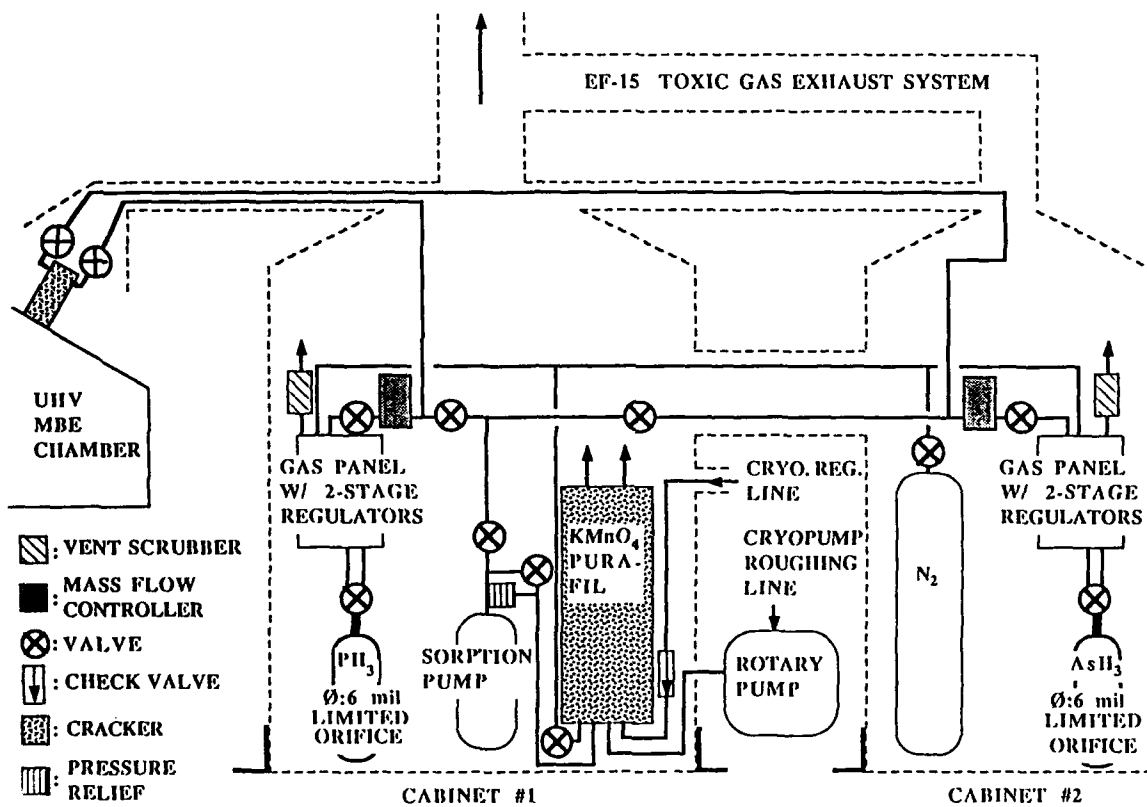 EF-15 TOXIC GAS EXHAUST SYSTEM
UHV
MBE
CHAMBER
GAS PANEL
W/ 2-STAGE
REGULATORS
KMnO₄
PURA-
FIL
CRYO. REG.
LINE
CRYOPUMP
ROUGHING
LINE
N₂
GAS PANEL
W/ 2-STAGE
REGULATORS
: VENT SCRUBBER
: MASS FLOW
CONTROLLER
: VALVE
: CHECK VALVE
: CRACKER
: PRESSURE
RELIEF
PH₃
Ø:6 mil
LIMITED
ORIFICE
SORPTION
PUMP
ROTARY
PUMP
AsH₃
Ø:6 mil
LIMITED
ORIFICE
CABINET #1
CABINET #2